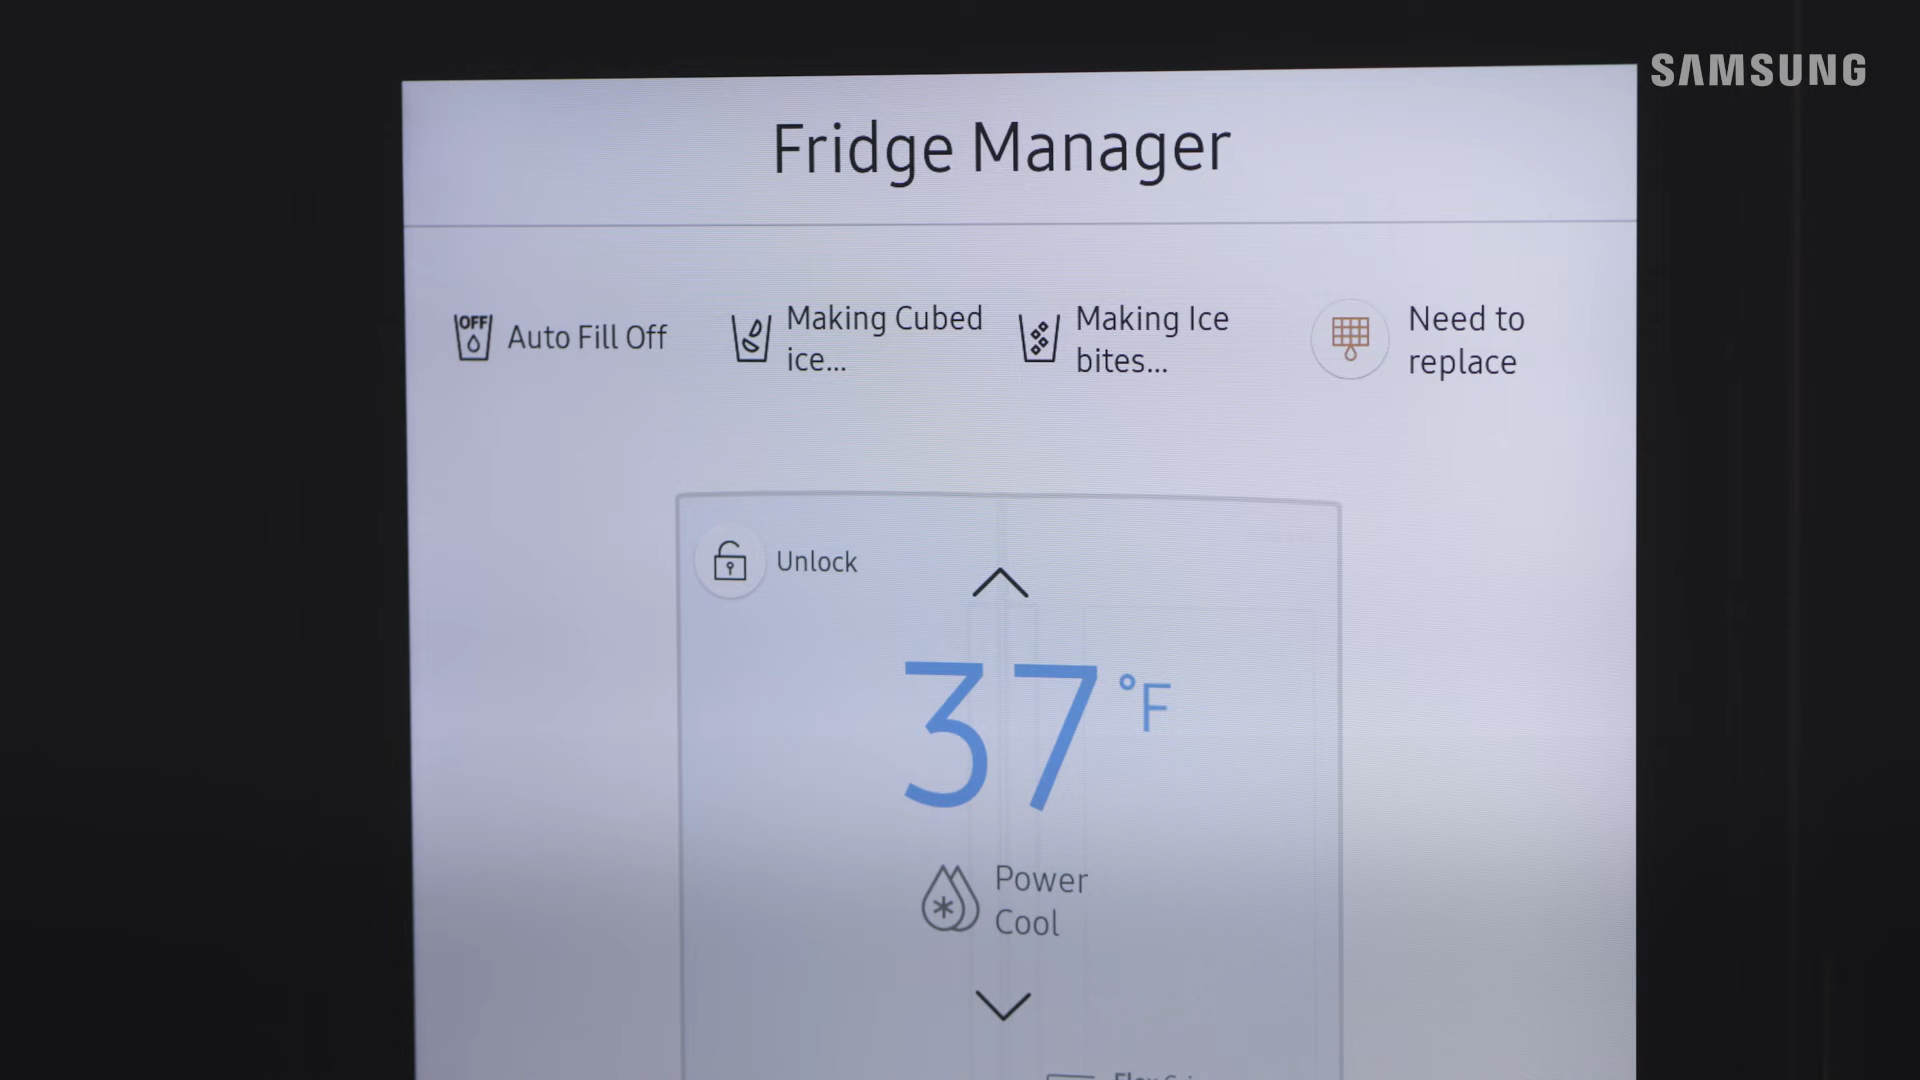 SAMSUNG
Fridge Manager
OFF
Auto Fill Off
Making Cubed
ice...
Making Ice
bites...
Need to
replace
Unlock
37°F
Power
Cool